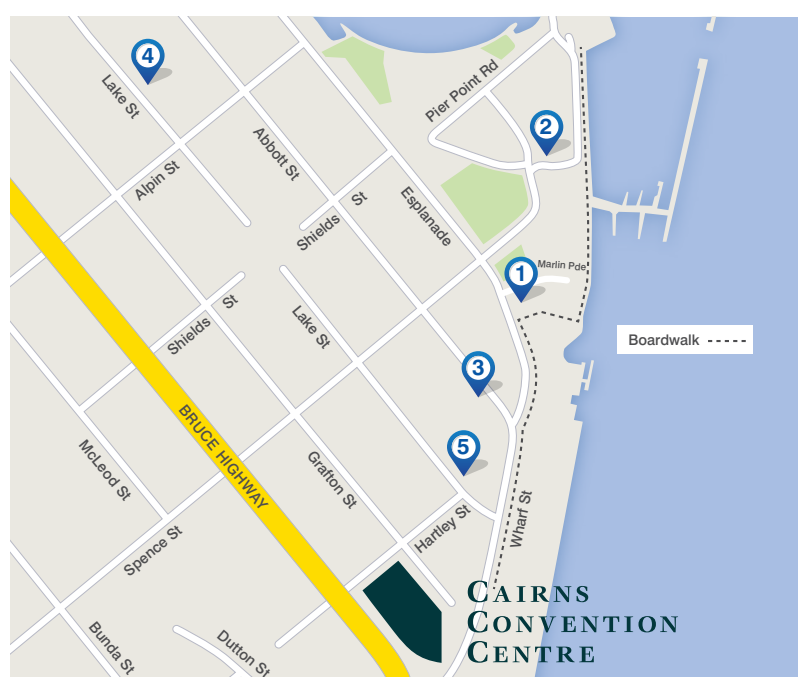 4
Lake St
Pier Point Rd
2
Abbott St
Alpin St
Esplanade
Shields St
1
Marlin Pde
Shields St
Lake St
Boardwalk
3
BRUCE HIGHWAY
5
McLeod St
Grafton St
Wharf St
Hartley St
Spence St
CAIRNS
CONVENTION
CENTRE
Bunda St
Dutton St